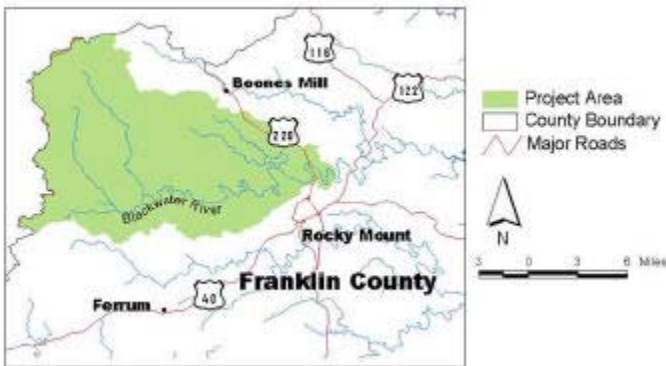 116
Boones Mill
122
220
Blackwater River
Rocky Mount
Franklin County
Ferrum
40
Project Area
County Boundary
Major Roads
N
3 0 3 6 Miles